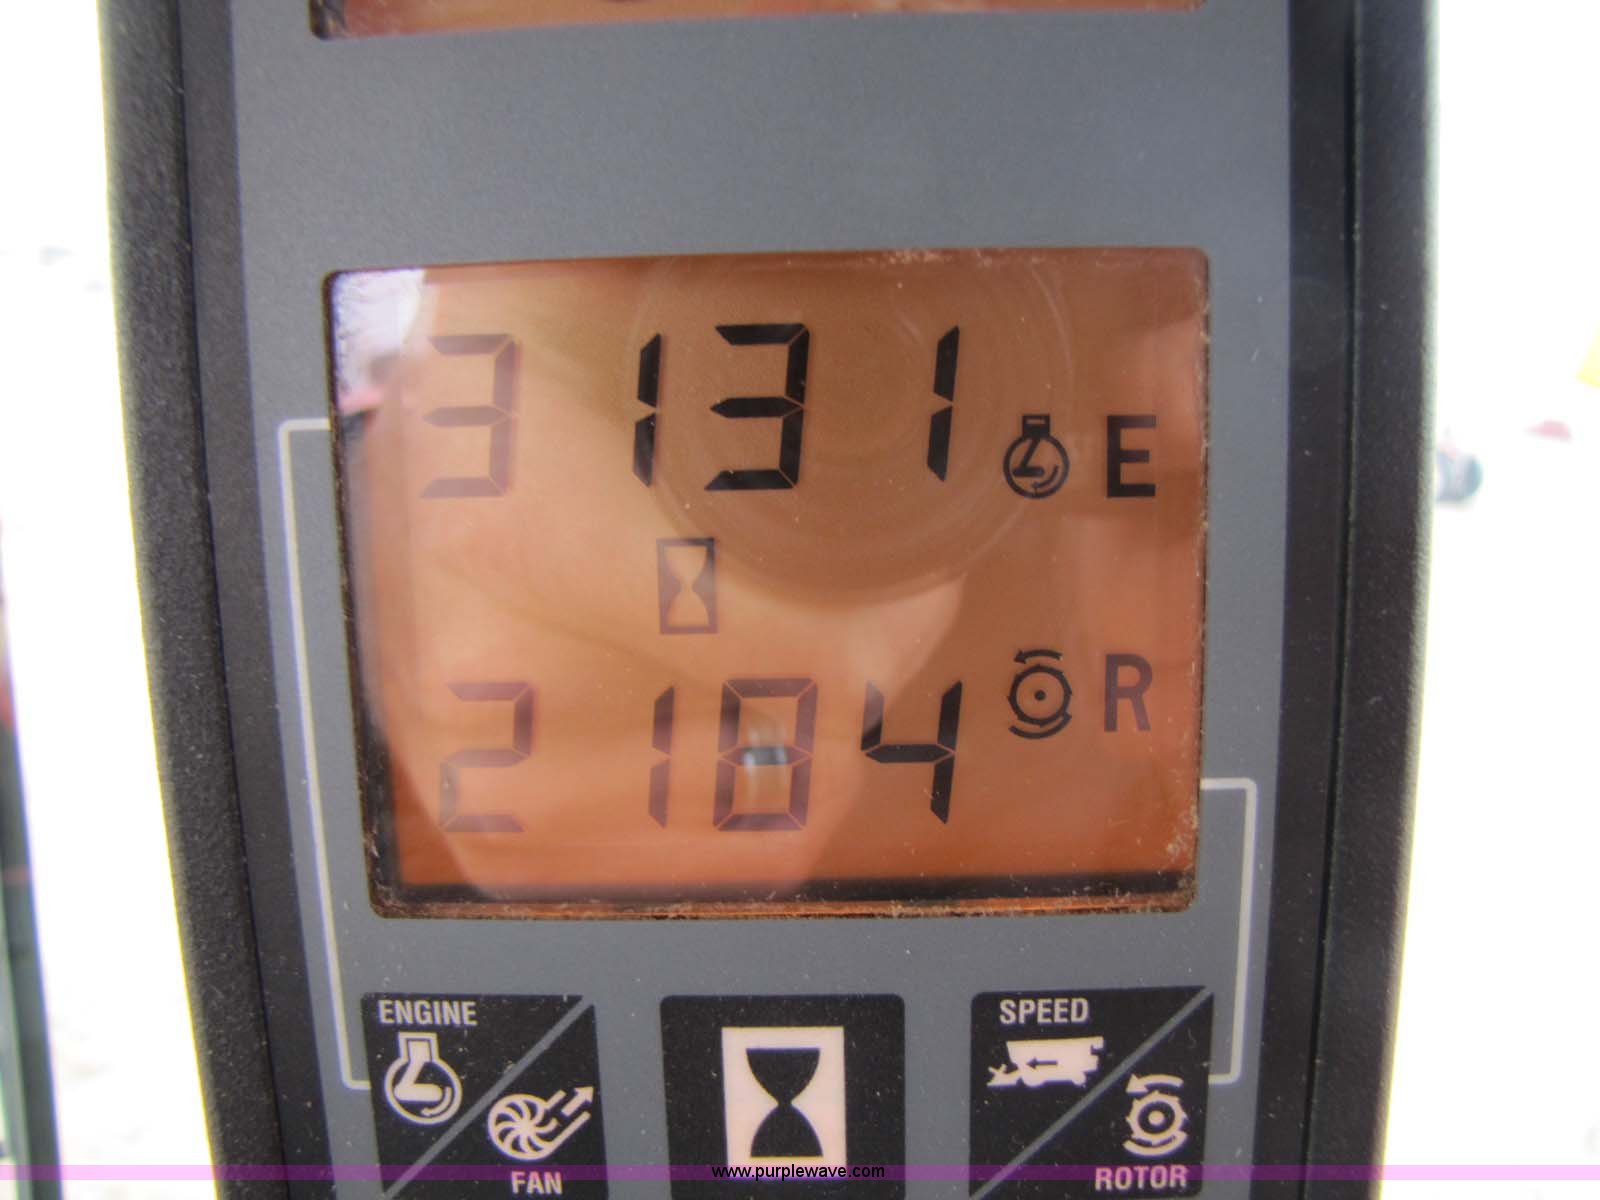 3131 E
2184 R
ENGINE
SPEED
FAN
ROTOR
www.purplewave.com